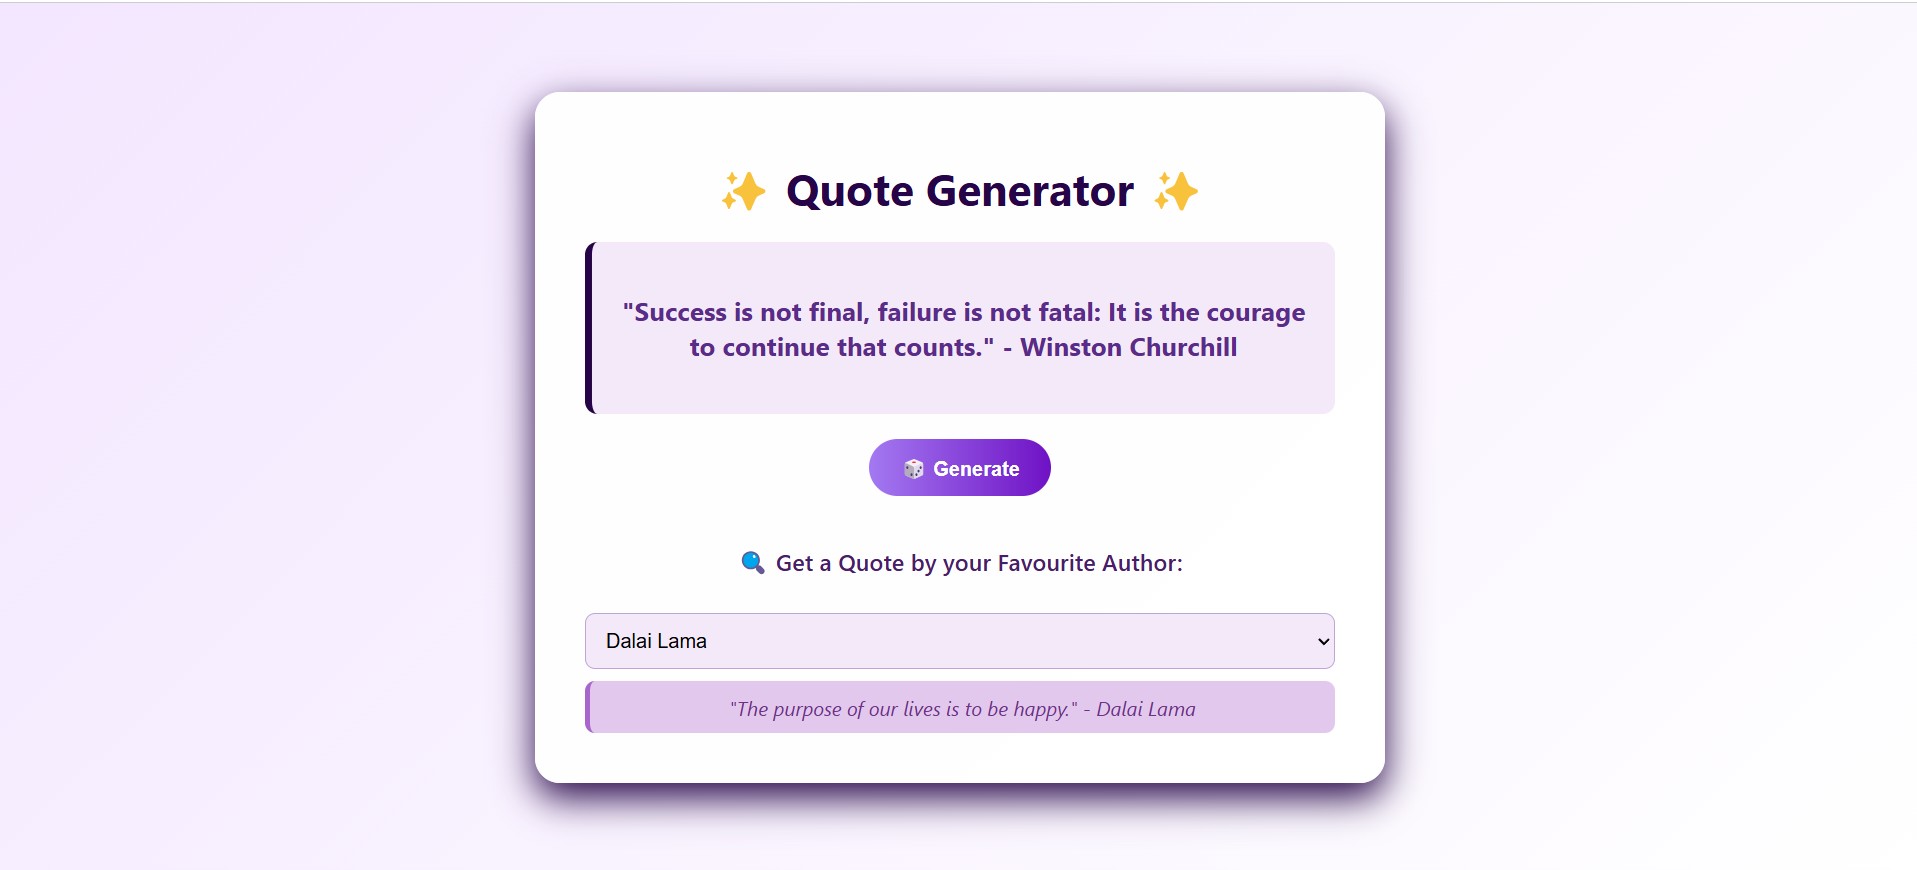 ✨ Quote Generator ✨
"Success is not final, failure is not fatal: It is the courage
to continue that counts." - Winston Churchill
🎲 Generate
🔍 Get a Quote by your Favourite Author:
Dalai Lama
"The purpose of our lives is to be happy." - Dalai Lama